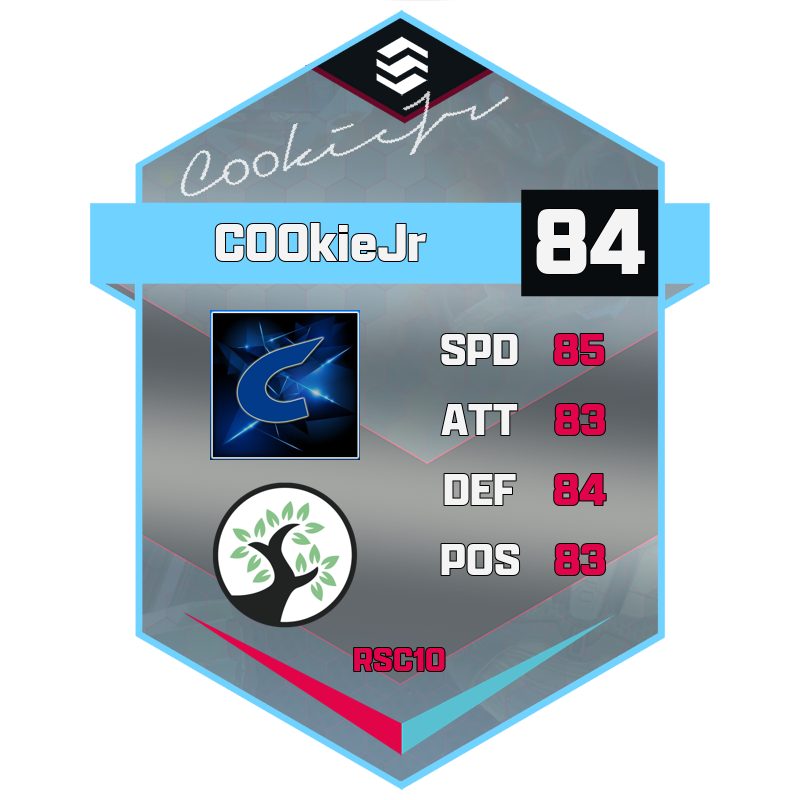 CookieJr
COOkieJr 84
C
SPD 85
ATT 83
DEF 84
POS 83
RSC10